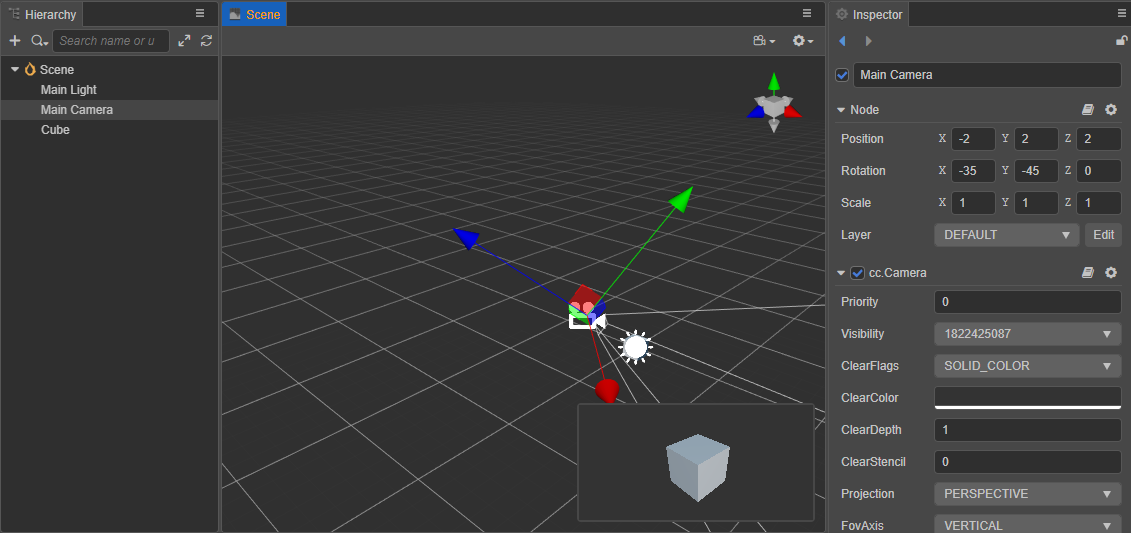 Hierarchy
Search name or u
Scene
Main Light
Main Camera
Cube
Scene
Inspector
Main Camera
Node
Position X -2 Y 2 Z 2
Rotation X -35 Y -45 Z 0
Scale X 1 Y 1 Z 1
Layer DEFAULT Edit
cc.Camera
Priority 0
Visibility 1822425087
ClearFlags SOLID_COLOR
ClearColor
ClearDepth 1
ClearStencil 0
Projection PERSPECTIVE
FovAxis VERTICAL